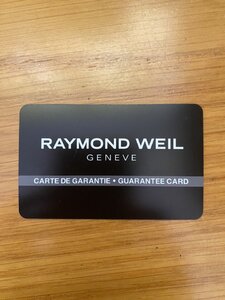 RAYMOND WEIL
GENEVE
CARTE DE GARANTIE • GUARANTEE CARD